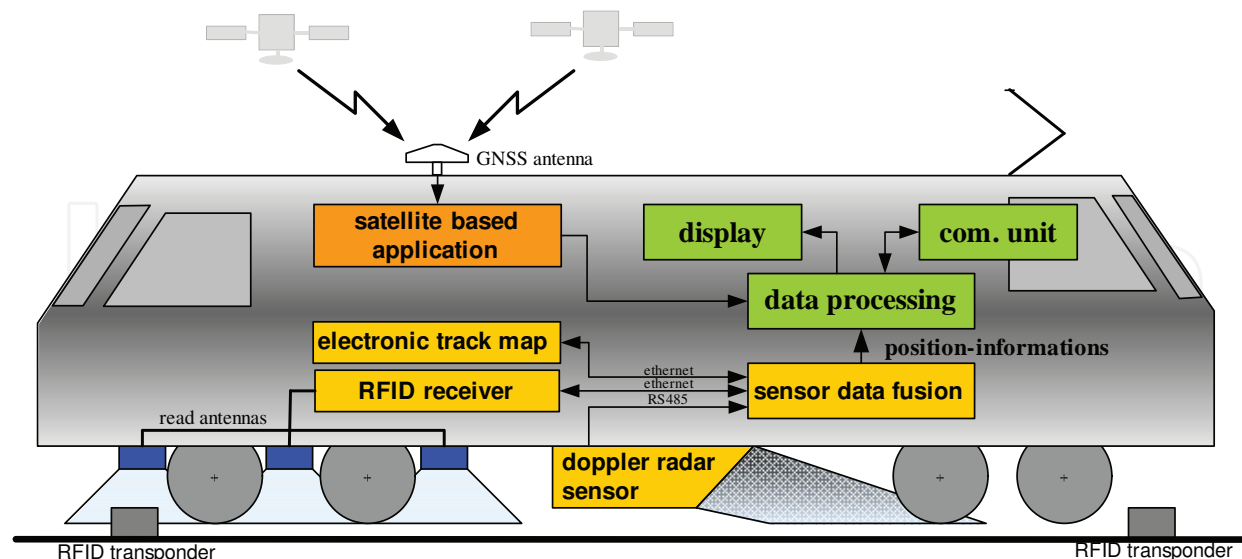 GNSS antenna
satellite based
application
display
com. unit
data processing
electronic track map
position-informations
ethernet
RFID receiver
ethernet
sensor data fusion
RS485
read antennas
doppler radar
sensor
RFID transponder
RFID transponder